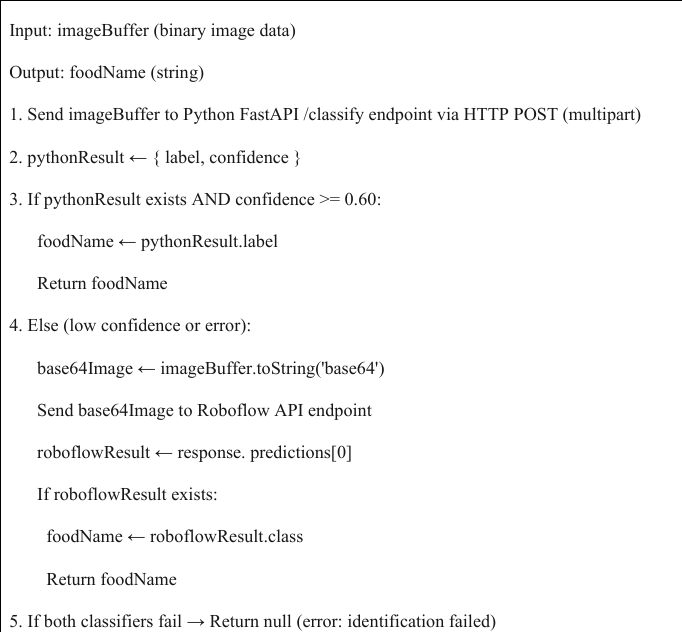 Input: imageBuffer (binary image data)
Output: foodName (string)
1. Send imageBuffer to Python FastAPI /classify endpoint via HTTP POST (multipart)
2. pythonResult ← { label, confidence }
3. If pythonResult exists AND confidence >= 0.60:
foodName ← pythonResult.label
Return foodName
4. Else (low confidence or error):
base64Image ← imageBuffer.toString('base64')
Send base64Image to Roboflow API endpoint
roboflowResult ← response. predictions[0]
If roboflowResult exists:
foodName ← roboflowResult.class
Return foodName
5. If both classifiers fail → Return null (error: identification failed)